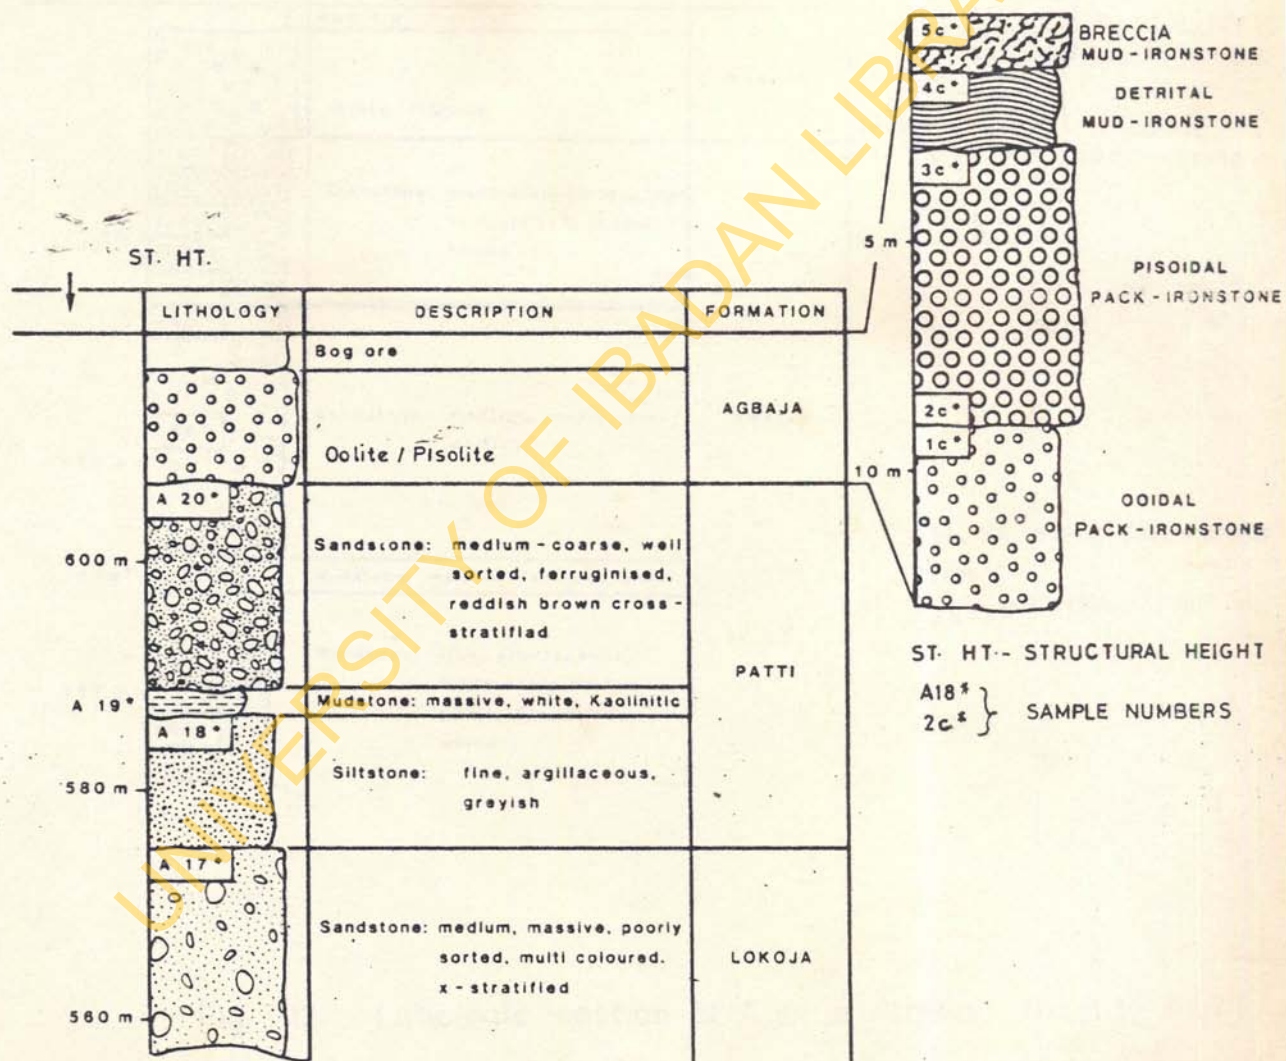 ST. HT.
LITHOLOGY DESCRIPTION FORMATION
Bog ore
Oolite / Pisolite
AGBAJA
A 20*
600 m
Sandstone: medium - coarse, well
sorted, ferruginised,
reddish brown cross -
stratified
PATTI
A 19*
Mudstone: massive, white, Kaolinitic
A 18*
580 m
Siltstone: fine, argillaceous,
greyish
A 17*
Sandstone: medium, massive, poorly
sorted, multi coloured.
x - stratified
LOKOJA
560 m
5c*
BRECCIA
MUD - IRONSTONE
4c*
DETRITAL
MUD - IRONSTONE
3c*
5 m
PISOIDAL
PACK - IRONSTONE
2c*
1c*
10 m
OOIDAL
PACK - IRONSTONE
ST. HT - STRUCTURAL HEIGHT
A18*
2c*
SAMPLE NUMBERS
UNIVERSITY OF IBADAN LIBRA